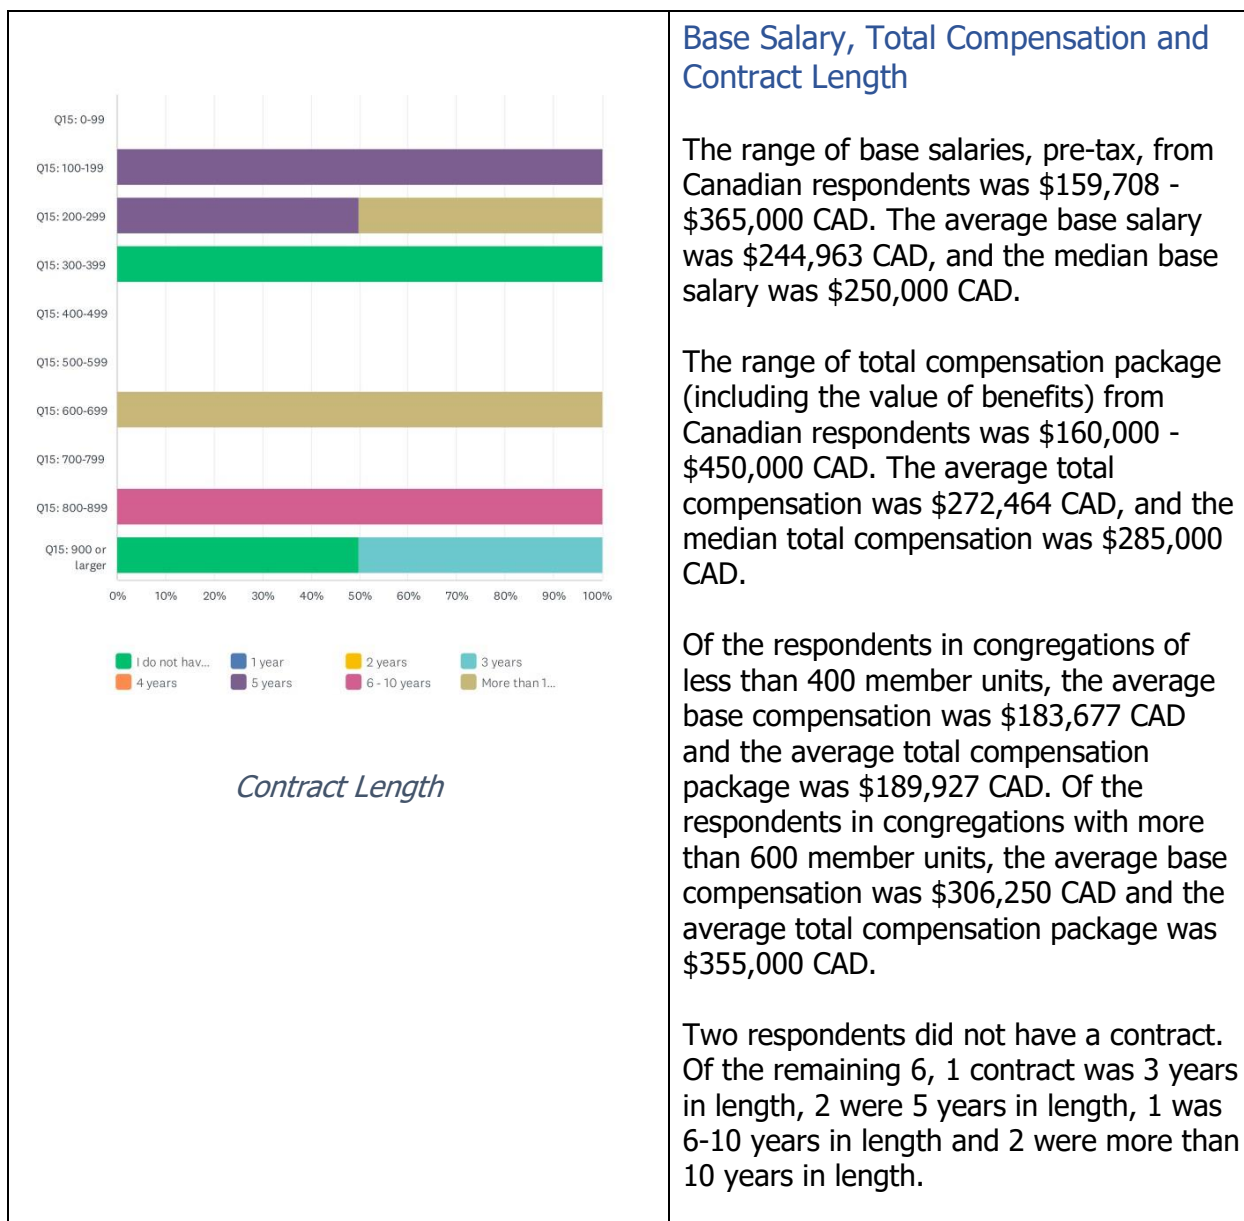 Q15: 0-99
Q15: 100-199
Q15: 200-299
Q15: 300-399
Q15: 400-499
Q15: 500-599
Q15: 600-699
Q15: 700-799
Q15: 800-899
Q15: 900 or
larger
0% 10% 20% 30% 40% 50% 60% 70% 80% 90% 100%
I do not hav... 1 year 2 years 3 years
4 years 5 years 6 - 10 years More than 1...
Contract Length
Base Salary, Total Compensation and
Contract Length
The range of base salaries, pre-tax, from
Canadian respondents was $159,708 -
$365,000 CAD. The average base salary
was $244,963 CAD, and the median base
salary was $250,000 CAD.
The range of total compensation package
(including the value of benefits) from
Canadian respondents was $160,000 -
$450,000 CAD. The average total
compensation was $272,464 CAD, and the
median total compensation was $285,000
CAD.
Of the respondents in congregations of
less than 400 member units, the average
base compensation was $183,677 CAD
and the average total compensation
package was $189,927 CAD. Of the
respondents in congregations with more
than 600 member units, the average base
compensation was $306,250 CAD and the
average total compensation package was
$355,000 CAD.
Two respondents did not have a contract.
Of the remaining 6, 1 contract was 3 years
in length, 2 were 5 years in length, 1 was
6-10 years in length and 2 were more than
10 years in length.